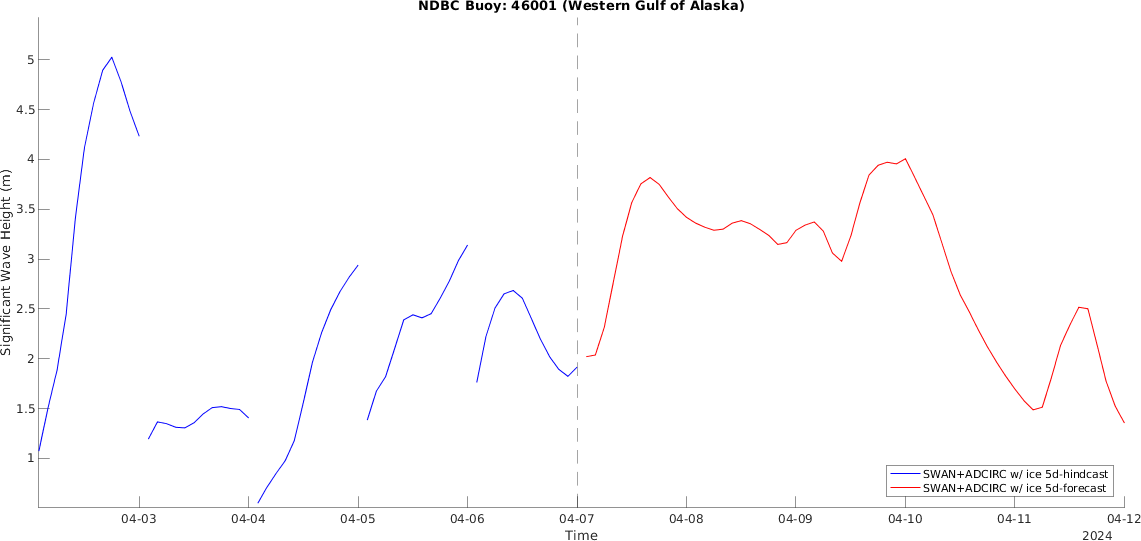 NDBC Buoy: 46001 (Western Gulf of Alaska)
Significant Wave Height (m)
5
4.5
4
3.5
3
2.5
2
1.5
1
SWAN+ADCIRC w/ ice 5d-hindcast
SWAN+ADCIRC w/ ice 5d-forecast
04-03 04-04 04-05 04-06 04-07 04-08 04-09 04-10 04-11 04-12
Time 2024